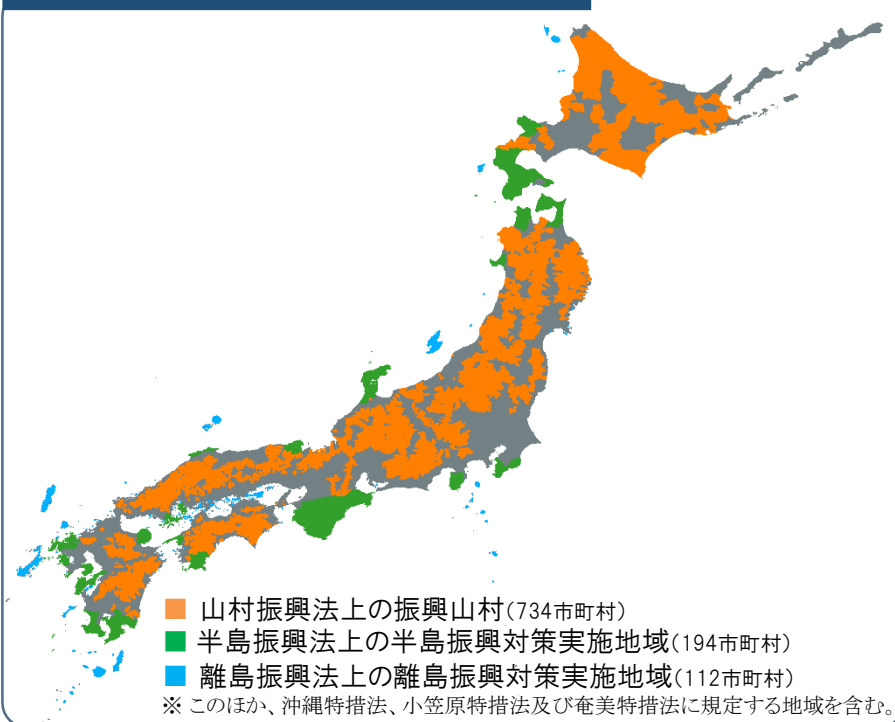 山村振興法上の振興山村(734市町村)
半島振興法上の半島振興対策実施地域(194市町村)
離島振興法上の離島振興対策実施地域(112市町村)
※ このほか、沖縄特措法、小笠原特措法及び奄美特措法に規定する地域を含む。